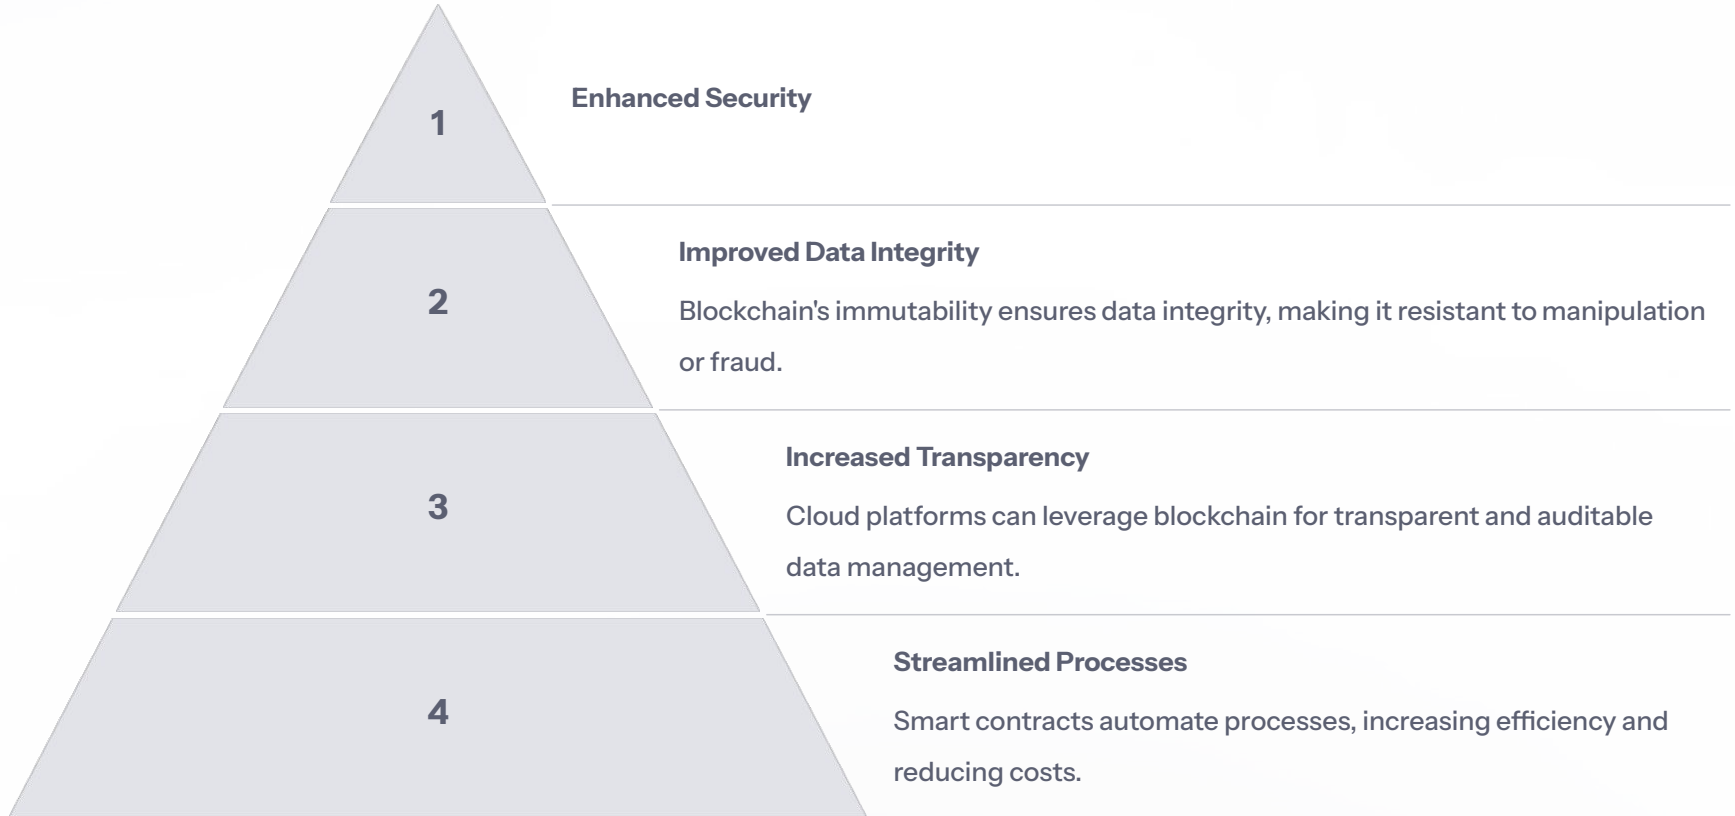 1
Enhanced Security
2
Improved Data Integrity
Blockchain's immutability ensures data integrity, making it resistant to manipulation
or fraud.
3
Increased Transparency
Cloud platforms can leverage blockchain for transparent and auditable
data management.
4
Streamlined Processes
Smart contracts automate processes, increasing efficiency and
reducing costs.